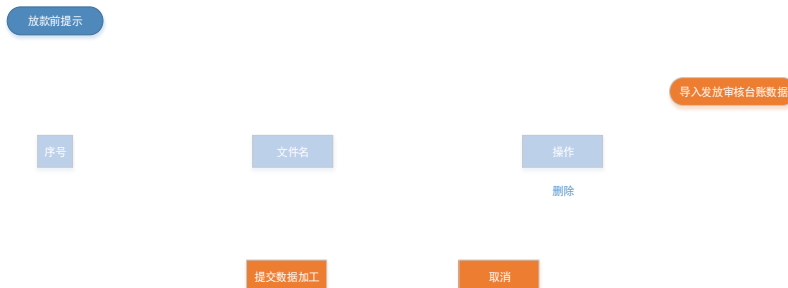 放款前提示
导入发放审核台账数据
序号 文件名 操作
删除
提交数据加工 取消